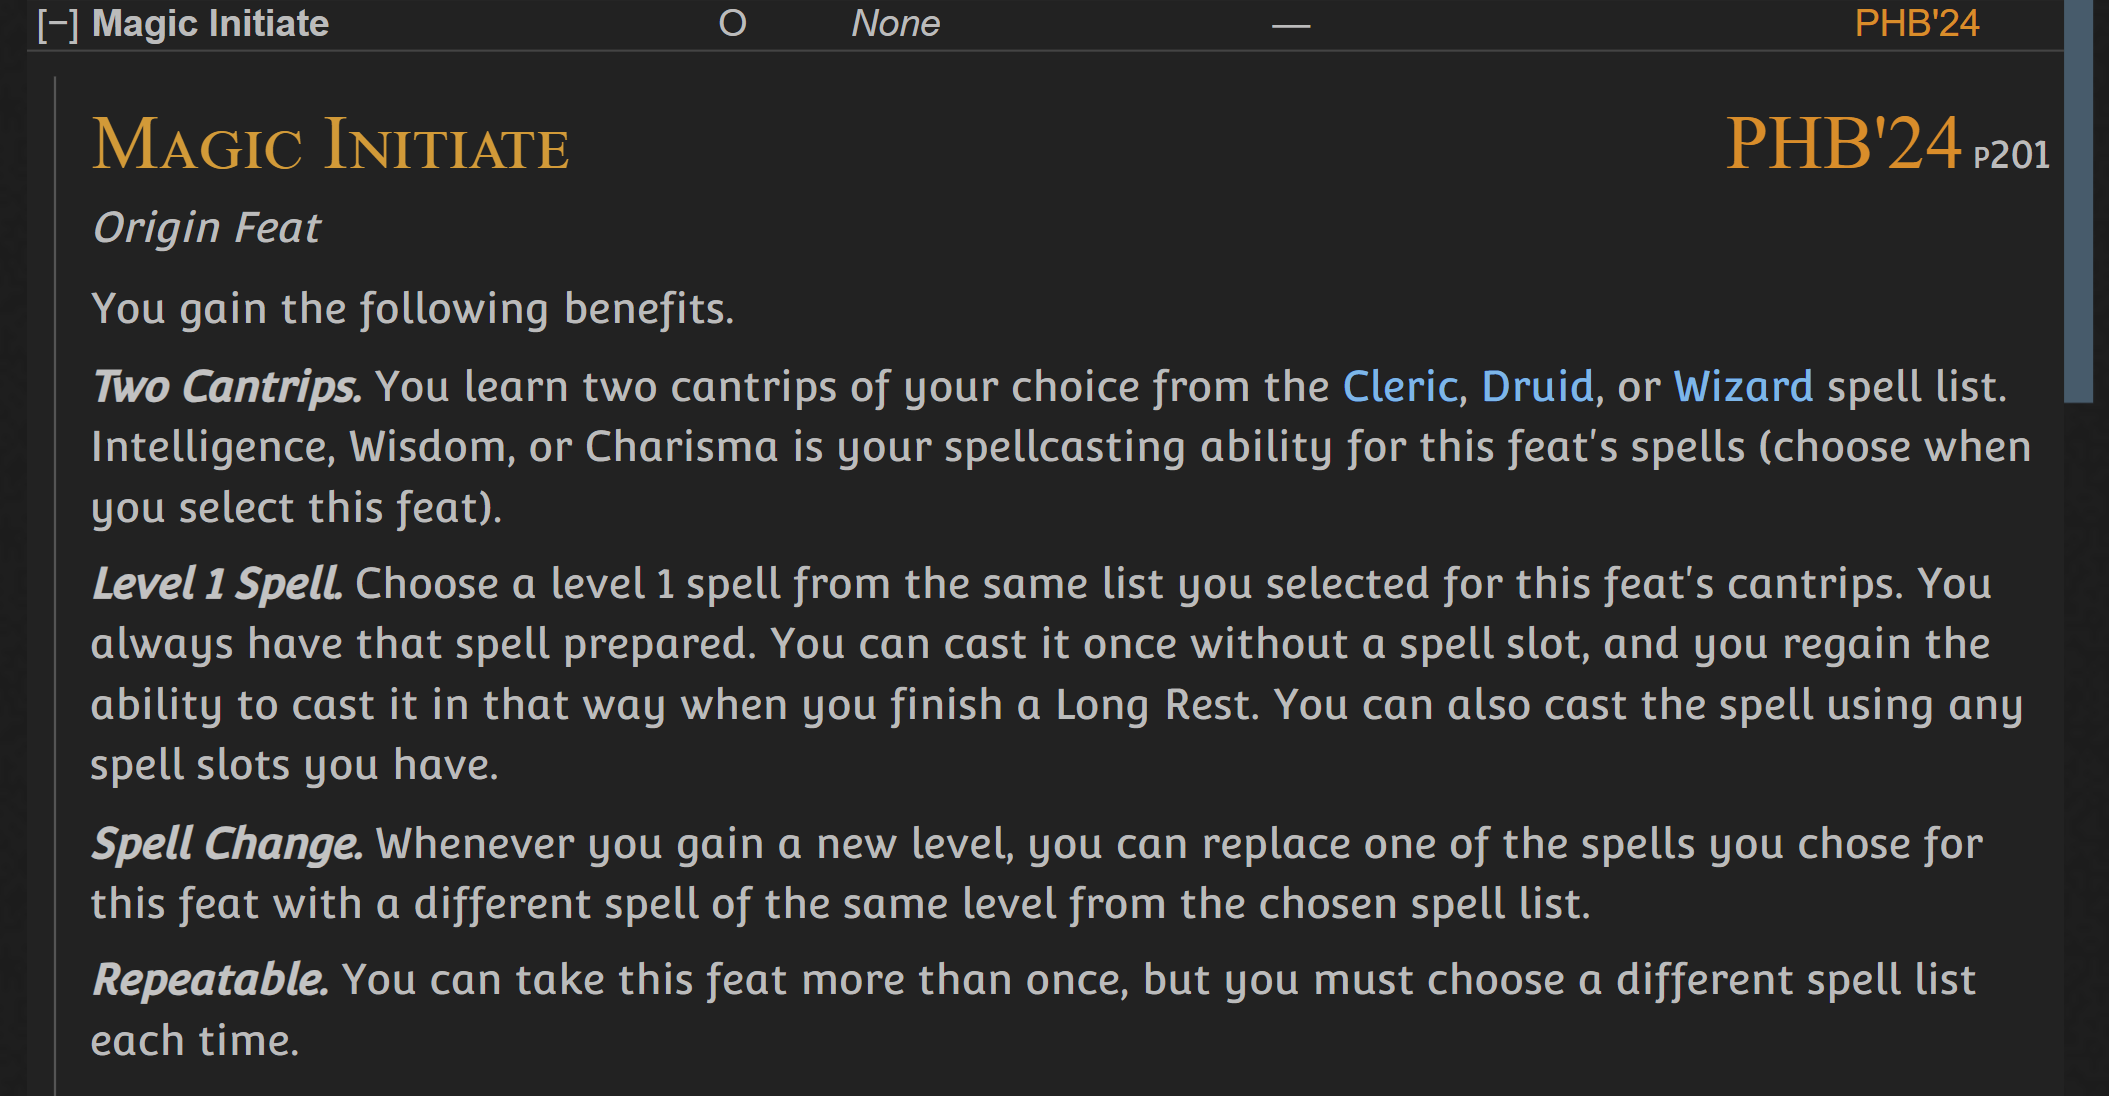 [−] Magic Initiate O None — PHB'24
Magic Initiate PHB'24 P201
Origin Feat
You gain the following benefits.
Two Cantrips. You learn two cantrips of your choice from the Cleric, Druid, or Wizard spell list.
Intelligence, Wisdom, or Charisma is your spellcasting ability for this feat's spells (choose when
you select this feat).
Level 1 Spell. Choose a level 1 spell from the same list you selected for this feat's cantrips. You
always have that spell prepared. You can cast it once without a spell slot, and you regain the
ability to cast it in that way when you finish a Long Rest. You can also cast the spell using any
spell slots you have.
Spell Change. Whenever you gain a new level, you can replace one of the spells you chose for
this feat with a different spell of the same level from the chosen spell list.
Repeatable. You can take this feat more than once, but you must choose a different spell list
each time.